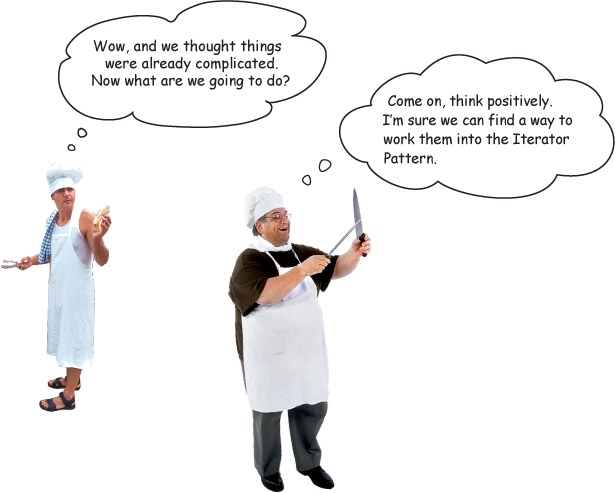 Wow, and we thought things
were already complicated.
Now what are we going to do?
Come on, think positively.
I'm sure we can find a way to
work them into the Iterator
Pattern.